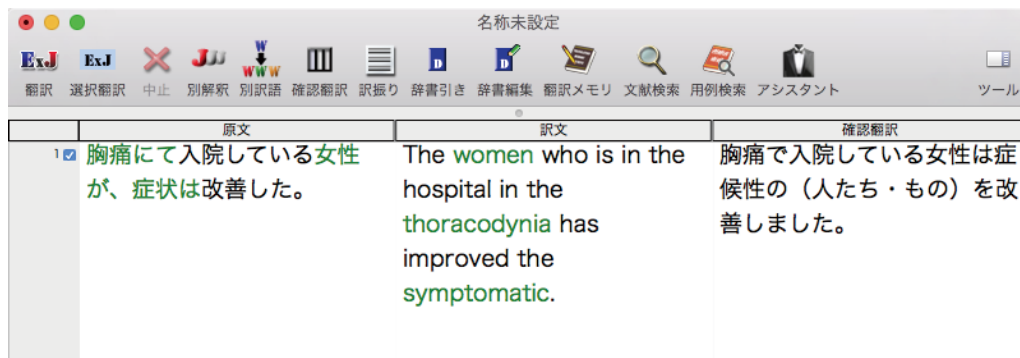 名称未設定
ExJ ExJ J W WWW D D
翻訳 選択翻訳 中止 別解釈 別訳語 確認翻訳 訳振り 辞書引き 辞書編集 翻訳メモリ 文献検索 用例検索 アシスタント ツール
原文 訳文 確認翻訳
1 胸痛にて入院している女性
が、症状は改善した。
The women who is in the
hospital in the
thoracodynia has
improved the
symptomatic.
胸痛で入院している女性は症
候性の（人たち・もの）を改
善しました。